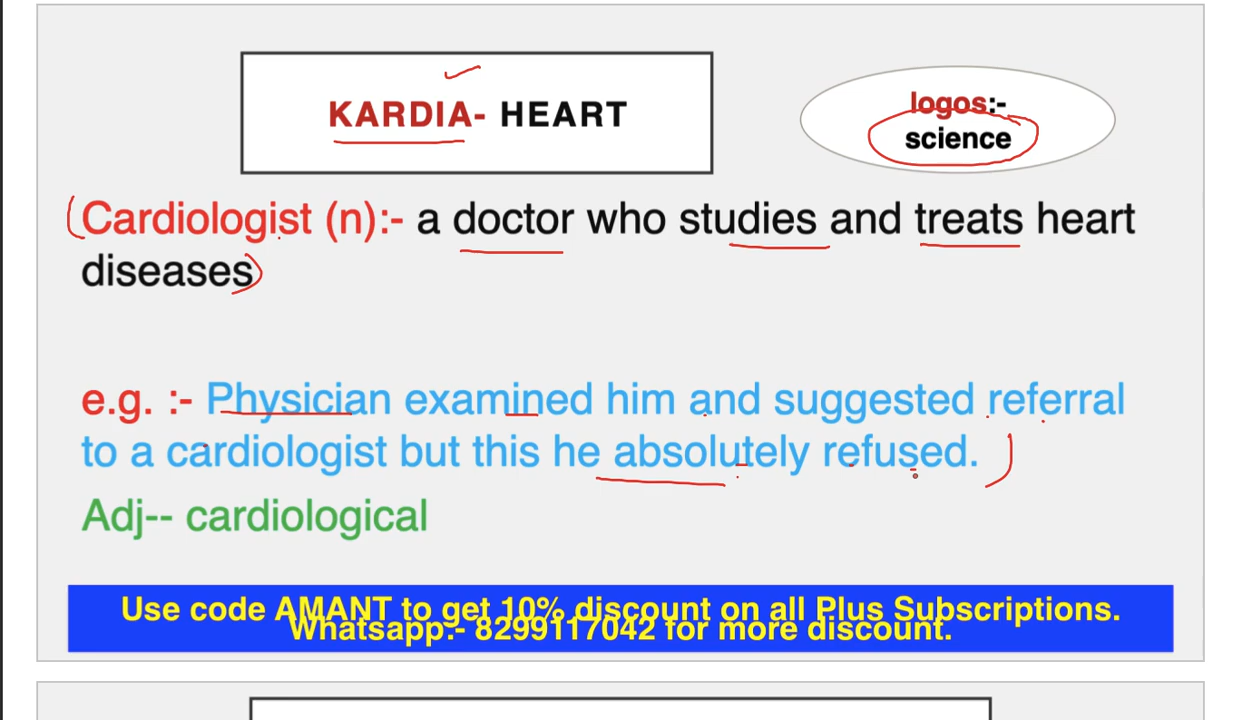 KARDIA- HEART
logos:-
science
Cardiologist (n):- a doctor who studies and treats heart
diseases
e.g. :- Physician examined him and suggested referral
to a cardiologist but this he absolutely refused.
Adj-- cardiological
Use code AMANT to get 10% discount on all Plus Subscriptions.
Whatsapp:- 8299117042 for more discount.